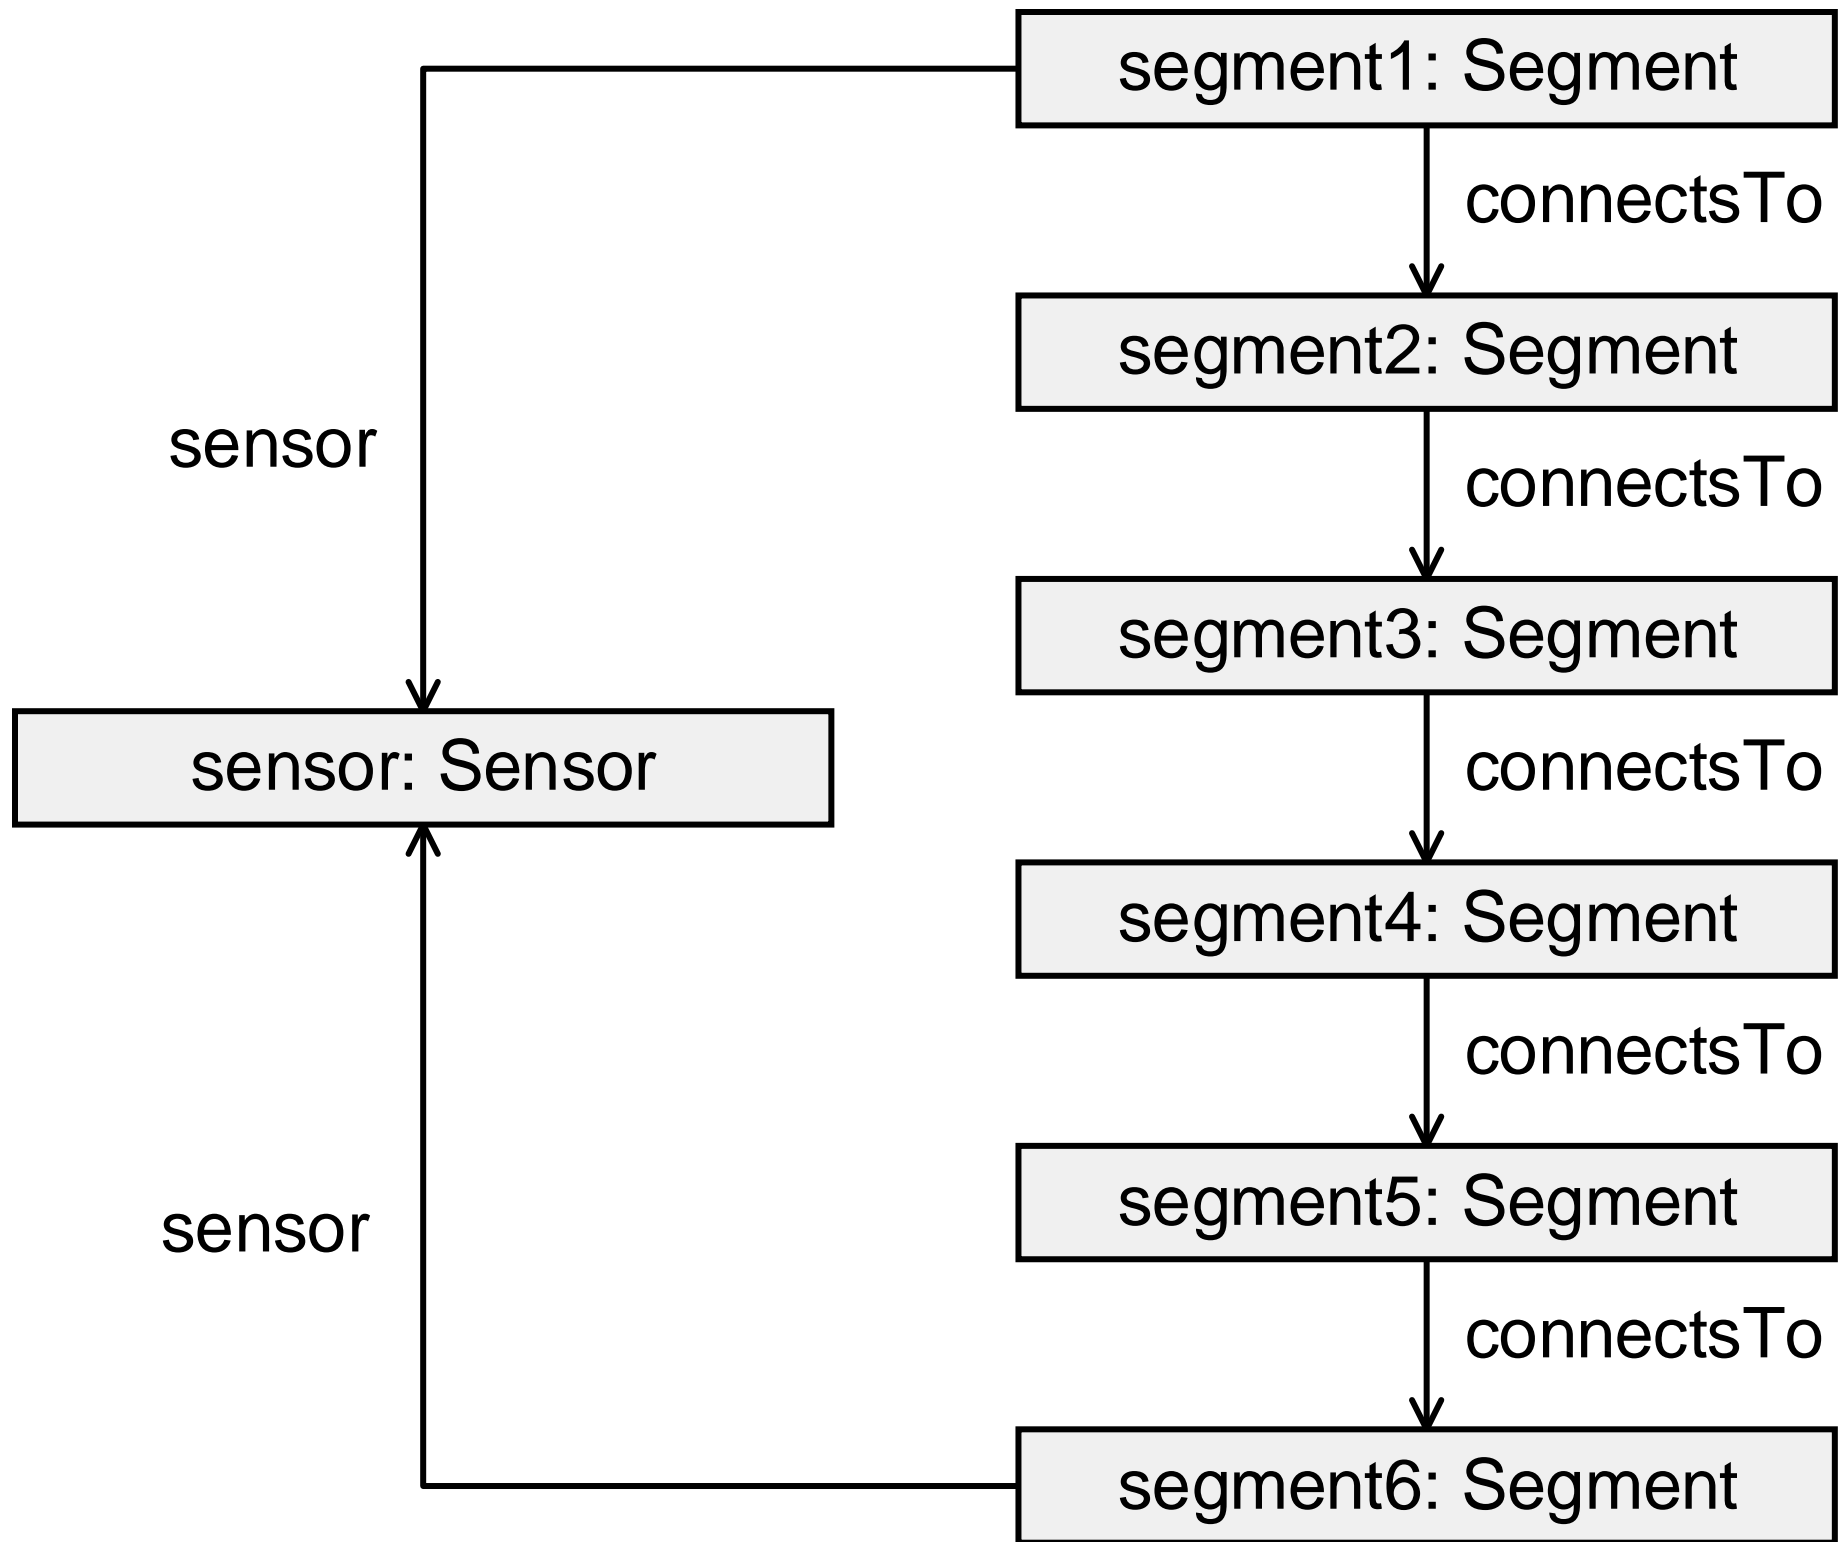 segment1: Segment
connectsTo
segment2: Segment
sensor
connectsTo
segment3: Segment
sensor: Sensor
connectsTo
segment4: Segment
connectsTo
segment5: Segment
sensor
connectsTo
segment6: Segment